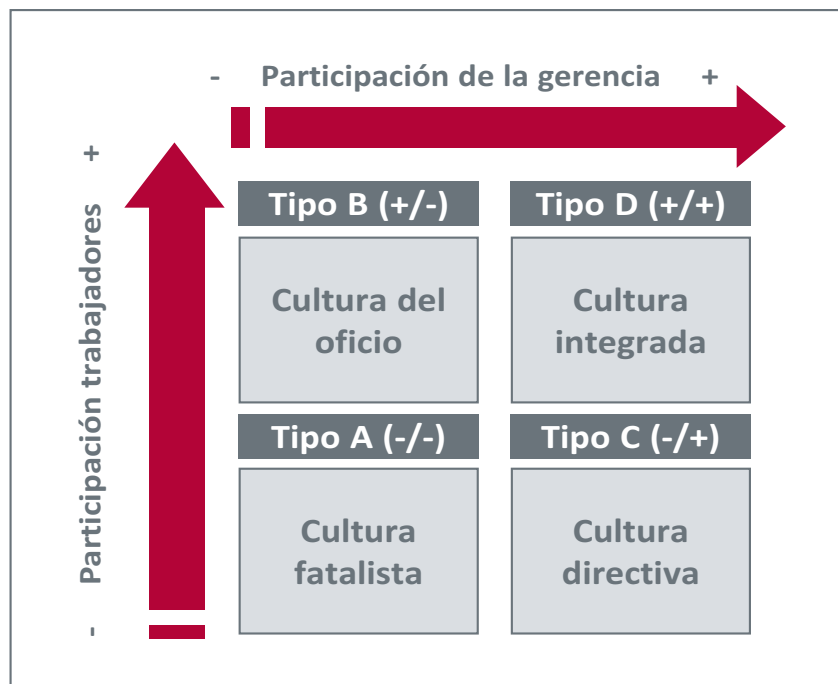 - Participación de la gerencia +
- Participación trabajadores +
Tipo B (+/-)
Tipo D (+/+)
Cultura del
oficio
Cultura
integrada
Tipo A (-/-)
Tipo C (-/+)
Cultura
fatalista
Cultura
directiva